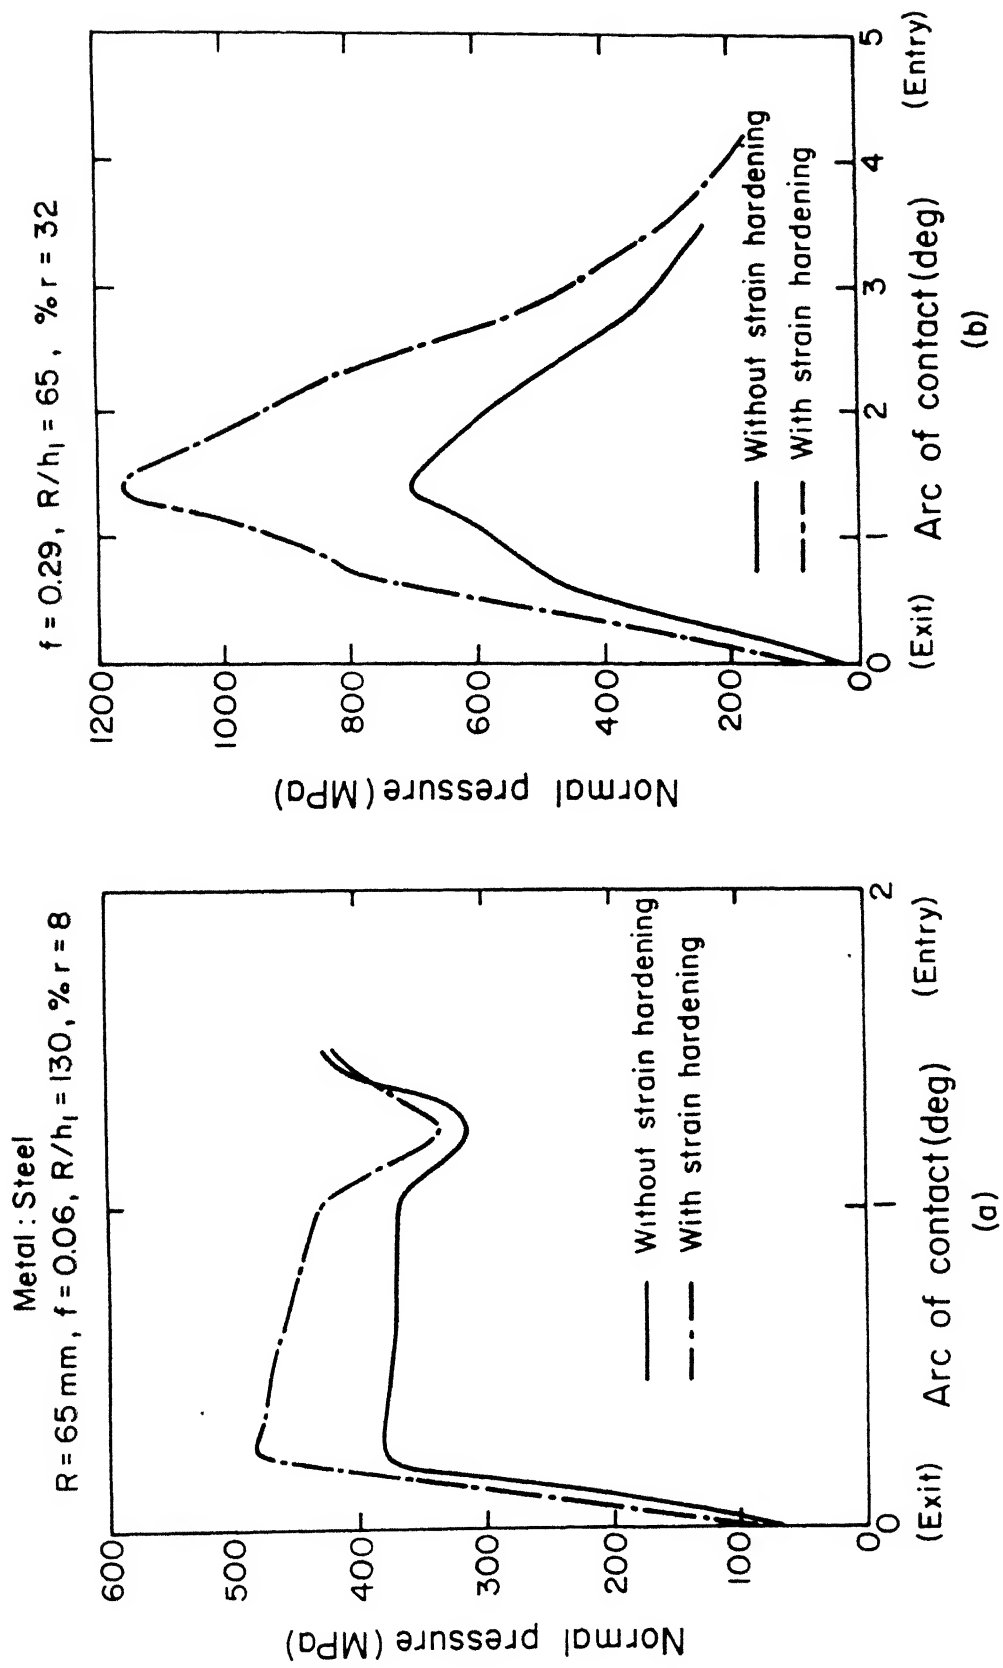 Metal : Steel
R = 65 mm, f = 0.06, R/h₁ = 130, % r = 8
600
500
400
300
200
100
0
Normal pressure (MPa)
Without strain hardening
With strain hardening
0
1
2
(Exit)
Arc of contact (deg)
(Entry)
(a)
f = 0.29, R/h₁ = 65, % r = 32
1200
1000
800
600
400
200
0
Normal pressure (MPa)
Without strain hardening
With strain hardening
0
1
2
3
4
5
(Exit)
Arc of contact (deg)
(Entry)
(b)